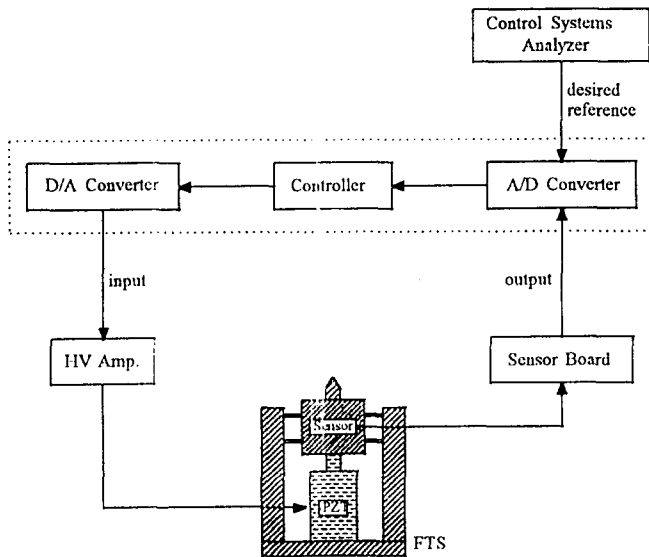 Control Systems
Analyzer
desired
reference
D/A Converter
Controller
A/D Converter
input
output
HV Amp.
Sensor Board
Sensor
PZT
FTS